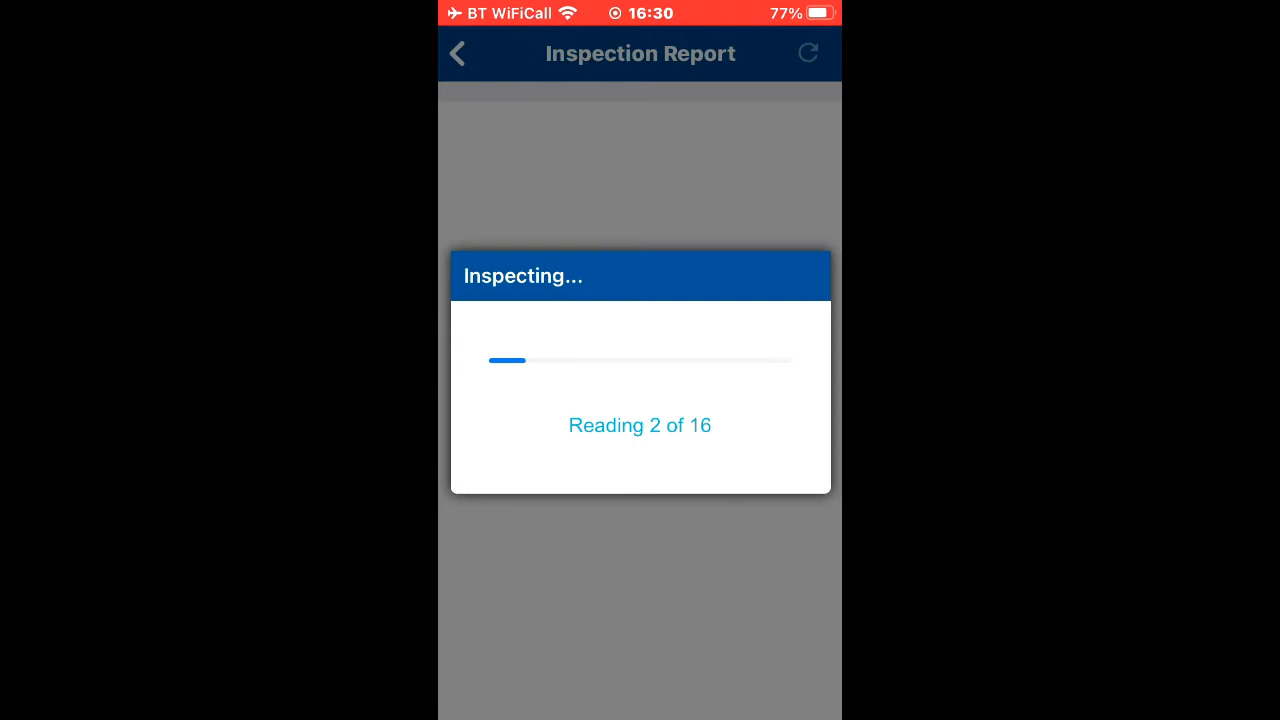 BT WiFiCall 16:30 77%
Inspection Report
Inspecting...
Reading 2 of 16